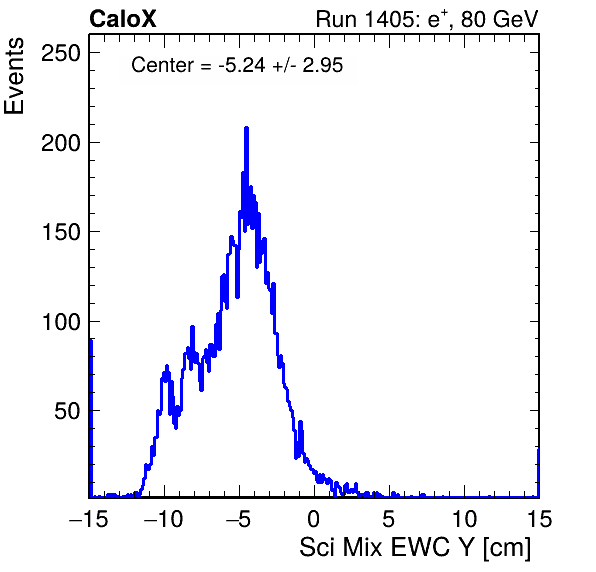 CaloX Run 1405: e⁺, 80 GeV
Events
Center = -5.24 +/- 2.95
250
200
150
100
50
−15 −10 −5 0 5 10 15
Sci Mix EWC Y [cm]